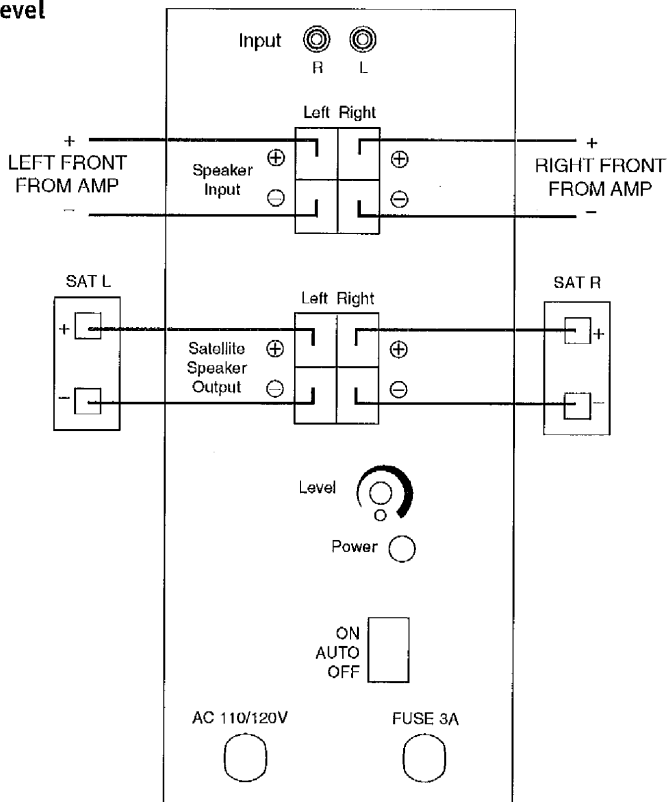 evel
Input
R L
Left Right
+ +
LEFT FRONT
FROM AMP
Speaker
Input
⊕ ⊕
⊖ ⊖
RIGHT FRONT
FROM AMP
− −
SAT L
SAT R
Left Right
+ +
Satellite
Speaker
Output
⊕ ⊕
⊖ ⊖
− −
Level
Power
ON
AUTO
OFF
AC 110/120V
FUSE 3A